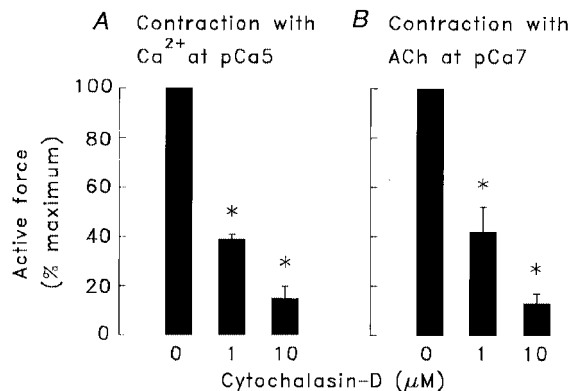 A Contraction with
Ca2+ at pCa5
B Contraction with
ACh at pCa7
Active force
(% maximum)
100
80
60
40
20
0
*
*
*
*
0 1 10
0 1 10
Cytochalasin-D (μM)